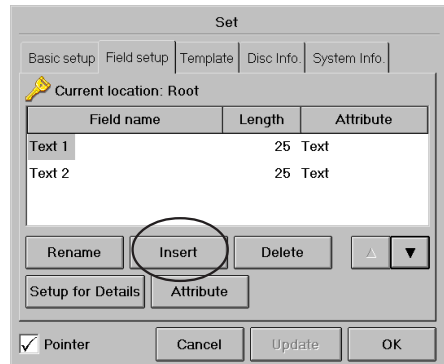 Set
Basic setup Field setup Template Disc Info. System Info.
Current location: Root
Field name Length Attribute
Text 1 25 Text
Text 2 25 Text
Rename Insert Delete
Setup for Details Attribute
Pointer Cancel Update OK